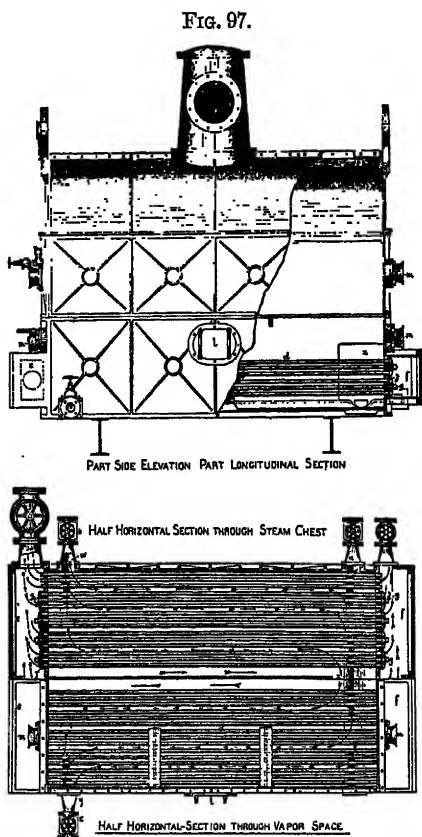 FIG. 97.
PART SIDE ELEVATION PART LONGITUDINAL SECTION
HALF HORIZONTAL SECTION THROUGH STEAM CHEST
HALF HORIZONTAL-SECTION THROUGH VAPOR SPACE